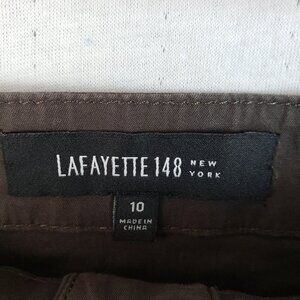 LAFAYETTE 148 NEW YORK
10
MADE IN
CHINA